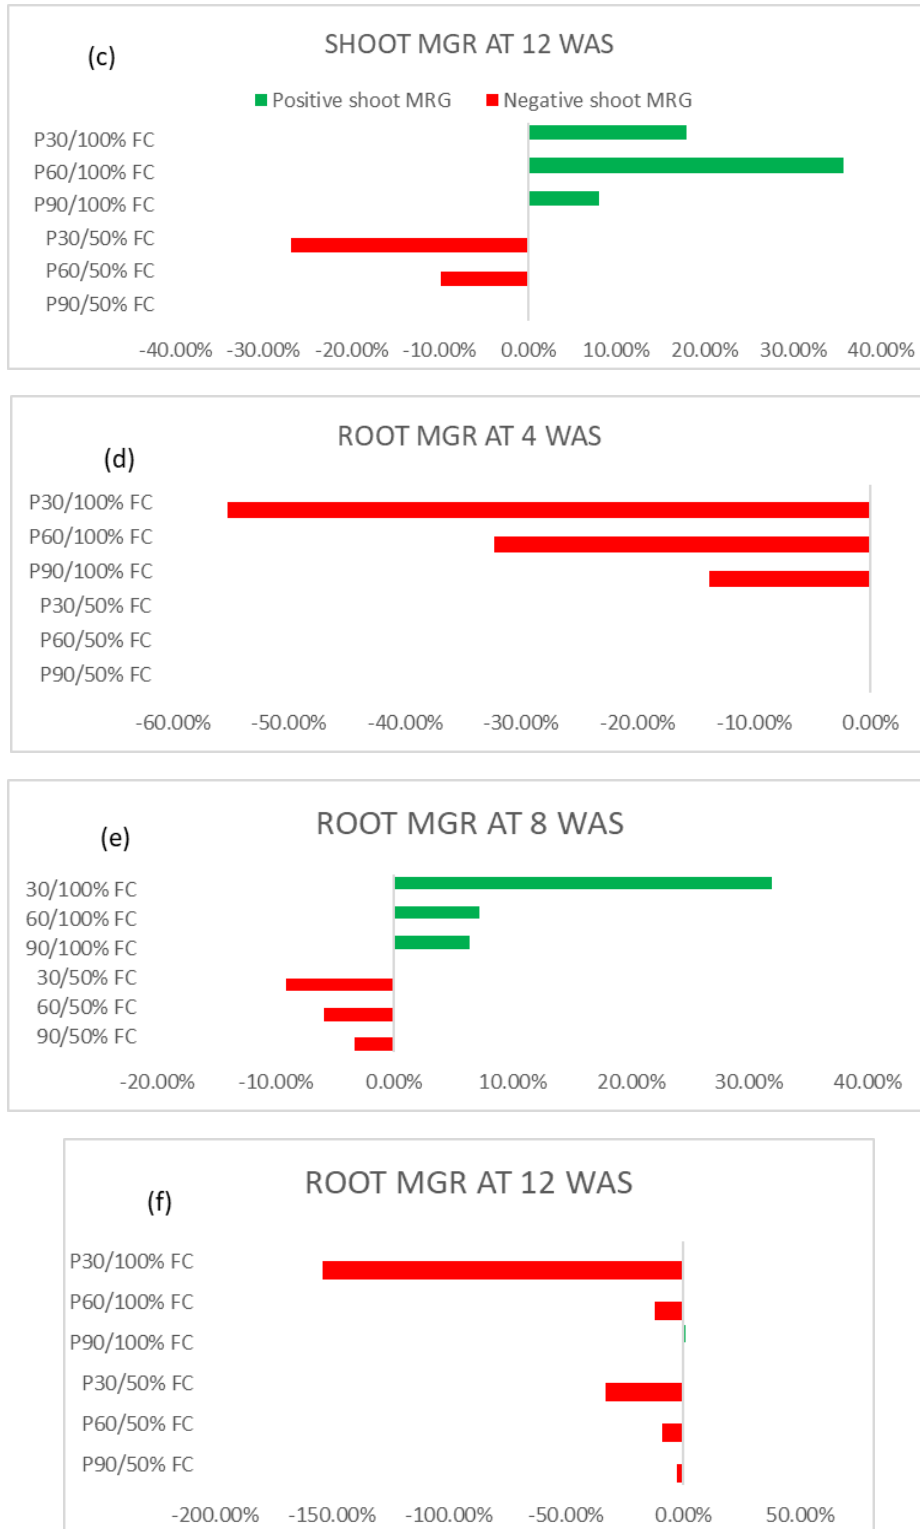 (c)
SHOOT MGR AT 12 WAS
Positive shoot MRG Negative shoot MRG
P30/100% FC
P60/100% FC
P90/100% FC
P30/50% FC
P60/50% FC
P90/50% FC
-40.00% -30.00% -20.00% -10.00% 0.00% 10.00% 20.00% 30.00% 40.00%
(d)
ROOT MGR AT 4 WAS
P30/100% FC
P60/100% FC
P90/100% FC
P30/50% FC
P60/50% FC
P90/50% FC
-60.00% -50.00% -40.00% -30.00% -20.00% -10.00% 0.00%
(e)
ROOT MGR AT 8 WAS
30/100% FC
60/100% FC
90/100% FC
30/50% FC
60/50% FC
90/50% FC
-20.00% -10.00% 0.00% 10.00% 20.00% 30.00% 40.00%
(f)
ROOT MGR AT 12 WAS
P30/100% FC
P60/100% FC
P90/100% FC
P30/50% FC
P60/50% FC
P90/50% FC
-200.00% -150.00% -100.00% -50.00% 0.00% 50.00%